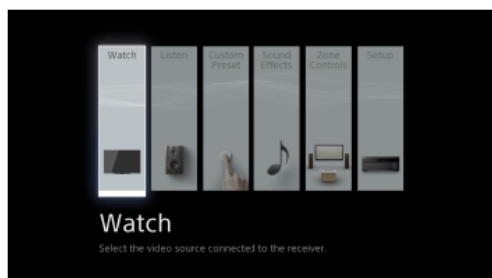 Watch
Listen
Custom
Preset
Sound
Effects
Zone
Controls
Setup
Watch
Select the video source connected to the receiver.